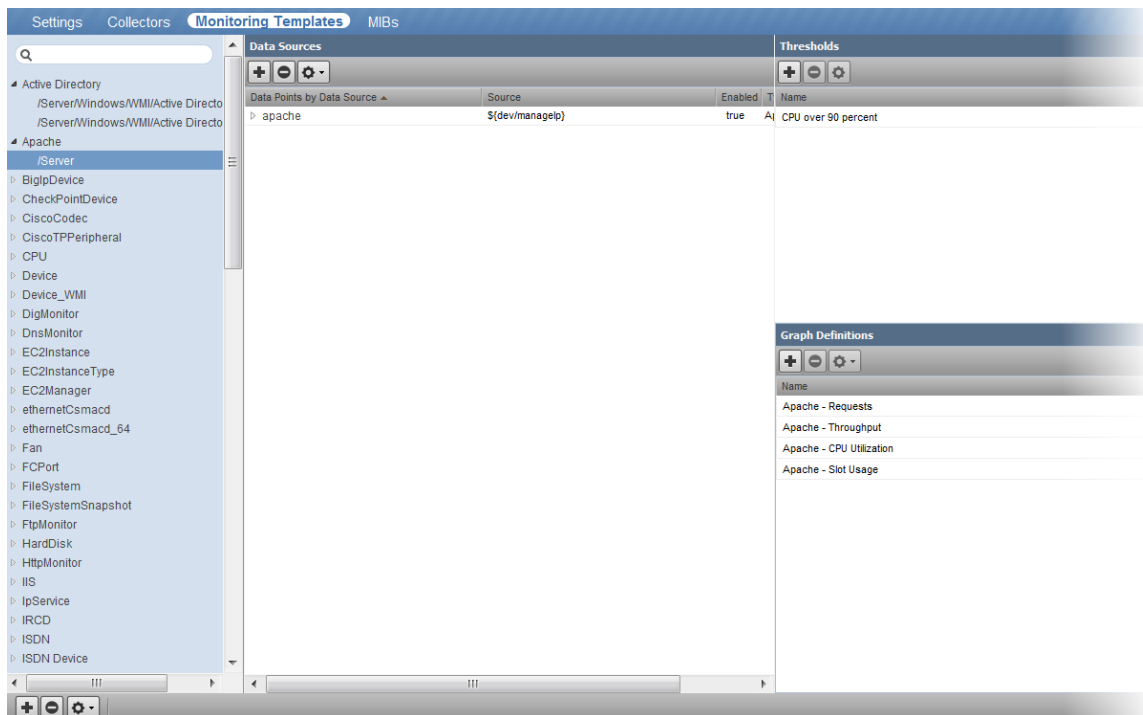 Settings Collectors Monitoring Templates MIBs
Active Directory
/Server/Windows/WMI/Active Directo
/Server/Windows/WMI/Active Directo
Apache
/Server
BigIpDevice
CheckPointDevice
CiscoCodec
CiscoTPPeripheral
CPU
Device
Device_WMI
DigMonitor
DnsMonitor
EC2Instance
EC2InstanceType
EC2Manager
ethernetCsmacd
ethernetCsmacd_64
Fan
FCPort
FileSystem
FileSystemSnapshot
FtpMonitor
HardDisk
HttpMonitor
IIS
IpService
IRCD
ISDN
ISDN Device
Data Sources
Data Points by Data Source Source Enabled T
apache ${dev/manageIp} true A
Thresholds
Name
CPU over 90 percent
Graph Definitions
Name
Apache - Requests
Apache - Throughput
Apache - CPU Utilization
Apache - Slot Usage